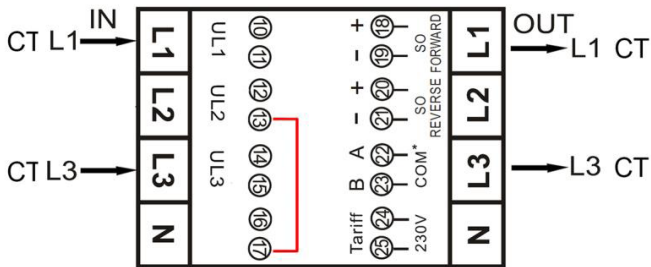 IN
OUT
CT L1
L1
UL1
10
11
+
18
-
19
SO
FORWARD
L1
L1 CT
L2
UL2
12
13
+
20
-
21
SO
REVERSE
L2
CT L3
L3
UL3
14
15
A
22
B
23
COM*
L3
L3 CT
N
16
17
Tariff
24
25
230V
N